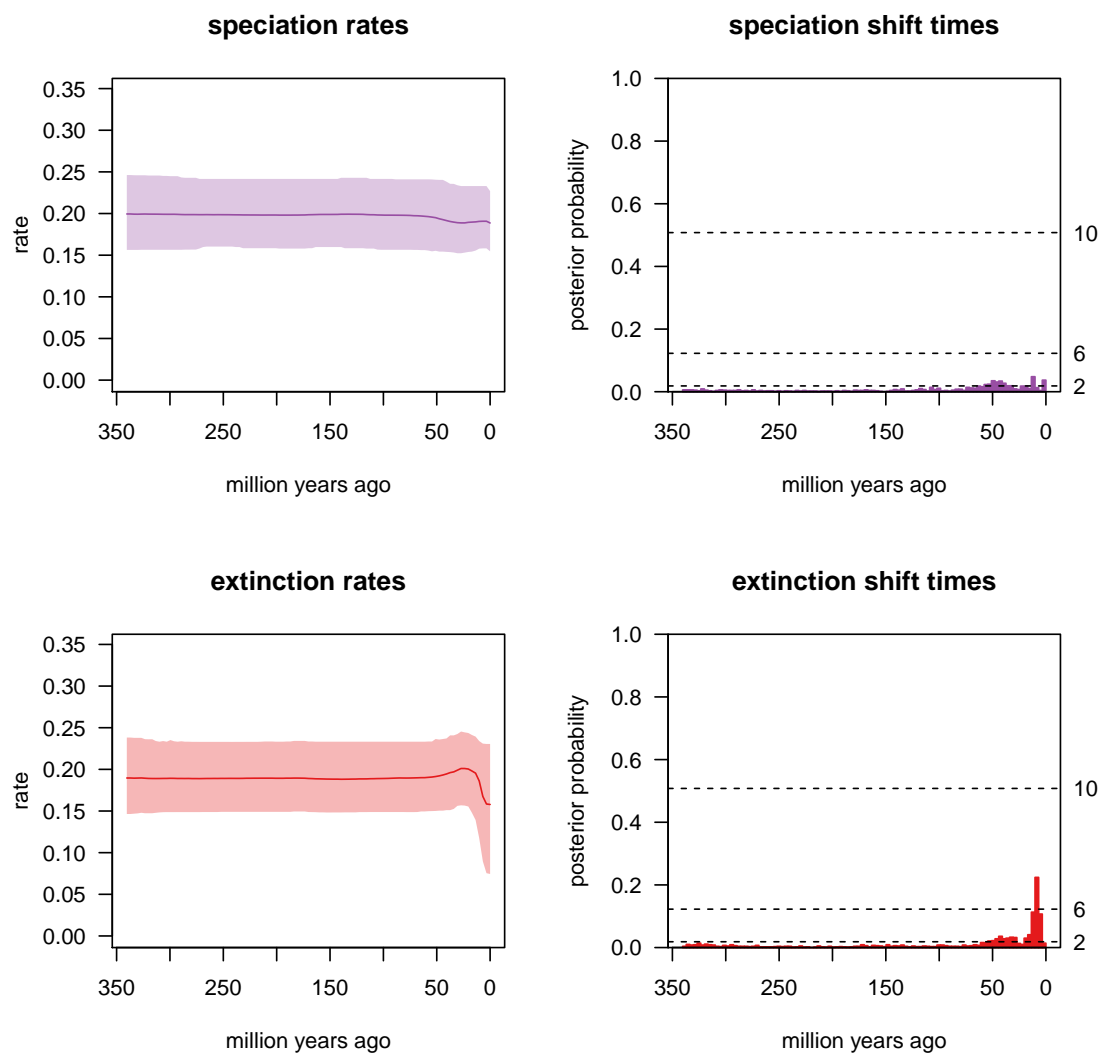 speciation rates
rate
0.35
0.30
0.25
0.20
0.15
0.10
0.05
0.00
350 250 150 50 0
million years ago
speciation shift times
posterior probability
1.0
0.8
0.6
0.4
0.2
0.0
10
6
2
350 250 150 50 0
million years ago
extinction rates
rate
0.35
0.30
0.25
0.20
0.15
0.10
0.05
0.00
350 250 150 50 0
million years ago
extinction shift times
posterior probability
1.0
0.8
0.6
0.4
0.2
0.0
10
6
2
350 250 150 50 0
million years ago